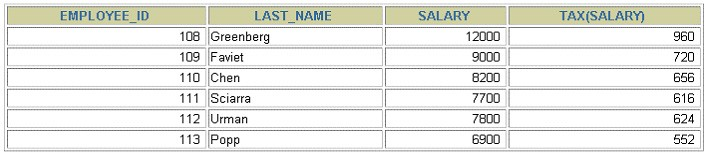 EMPLOYEE_ID LAST_NAME SALARY TAX(SALARY)
108 Greenberg 12000 960
109 Faviet 9000 720
110 Chen 8200 656
111 Sciarra 7700 616
112 Urman 7800 624
113 Popp 6900 552